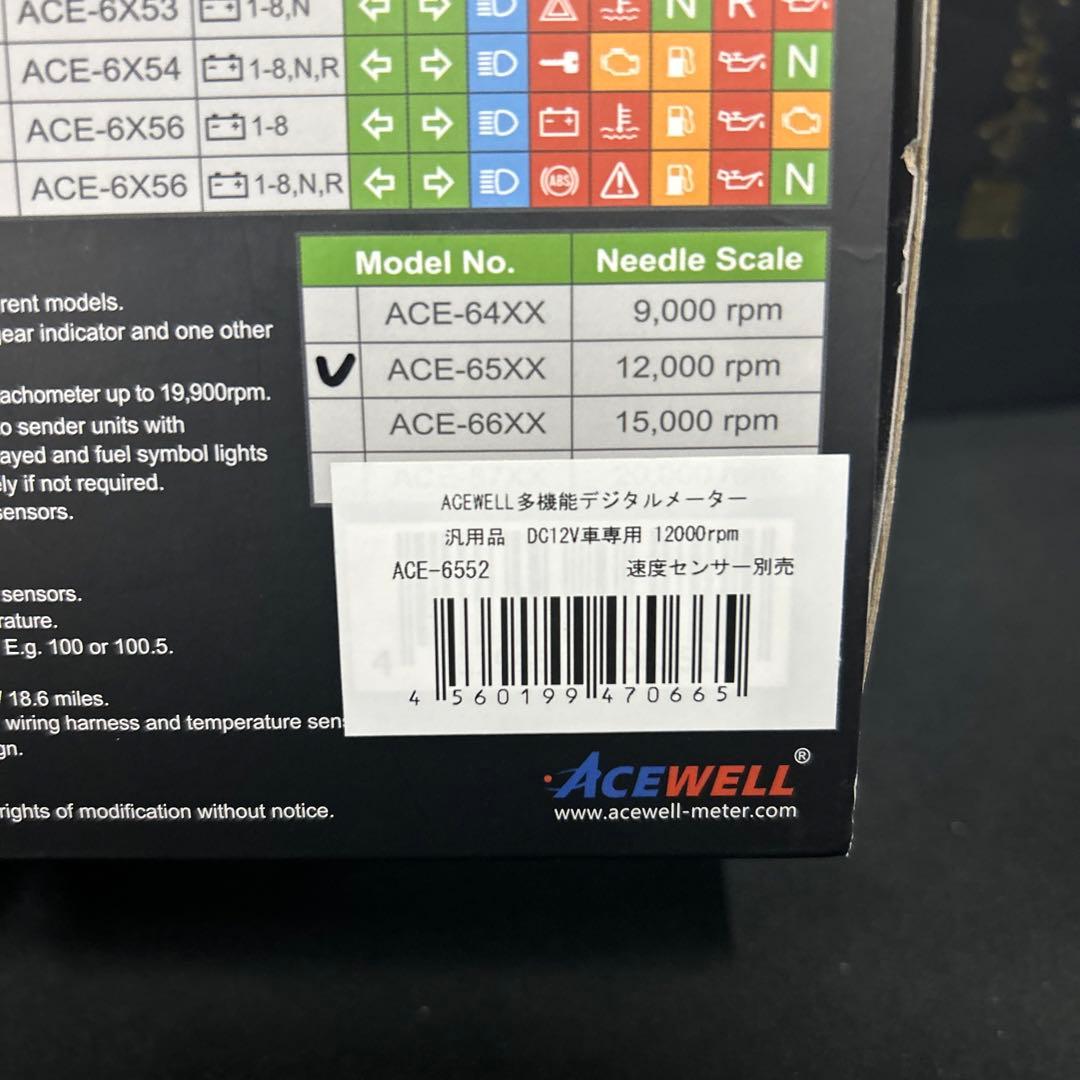 ACE-6X53 1-8,N N R
ACE-6X54 1-8,N,R N
ACE-6X56 1-8
ACE-6X56 1-8,N,R ABS N
Model No. Needle Scale
ACE-64XX 9,000 rpm
ACE-65XX 12,000 rpm
ACE-66XX 15,000 rpm
rent models.
ear indicator and one other
achometer up to 19,900rpm.
o sender units with
ayed and fuel symbol lights
ly if not required.
sensors.
sensors.
rature.
E.g. 100 or 100.5.
/ 18.6 miles.
wiring harness and temperature sen
gn.
rights of modification without notice.
ACEWELL多機能デジタルメーター
汎用品 DC12V車専用 12000rpm
ACE-6552 速度センサー別売
4 560199 470665
ACEWELL®
www.acewell-meter.com